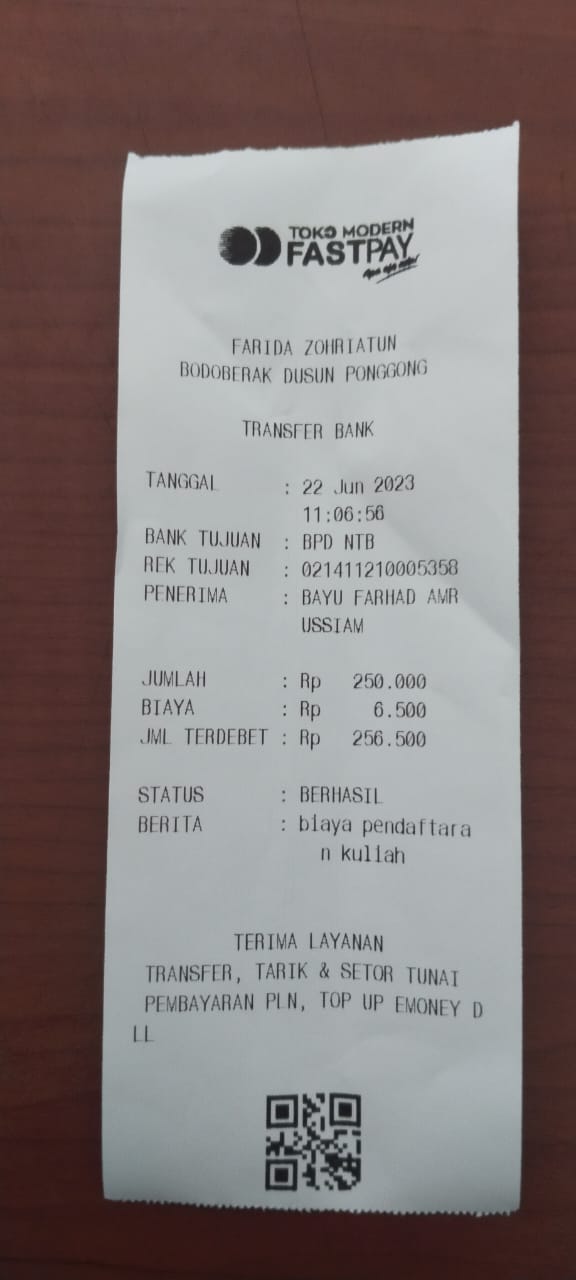 TOKO MODERN
FASTPAY
FARIDA ZOHRIATUN
BODOBERAK DUSUN PONGGONG
TRANSFER BANK
TANGGAL : 22 Jun 2023
11:06:56
BANK TUJUAN : BPD NTB
REK TUJUAN : 021411210005358
PENERIMA : BAYU FARHAD AMR
USSIAM
JUMLAH : Rp 250.000
BIAYA : Rp 6.500
JML TERDEBET : Rp 256.500
STATUS : BERHASIL
BERITA : biaya pendaftara
n kuliah
TERIMA LAYANAN
TRANSFER, TARIK & SETOR TUNAI
PEMBAYARAN PLN, TOP UP EMONEY D
LL